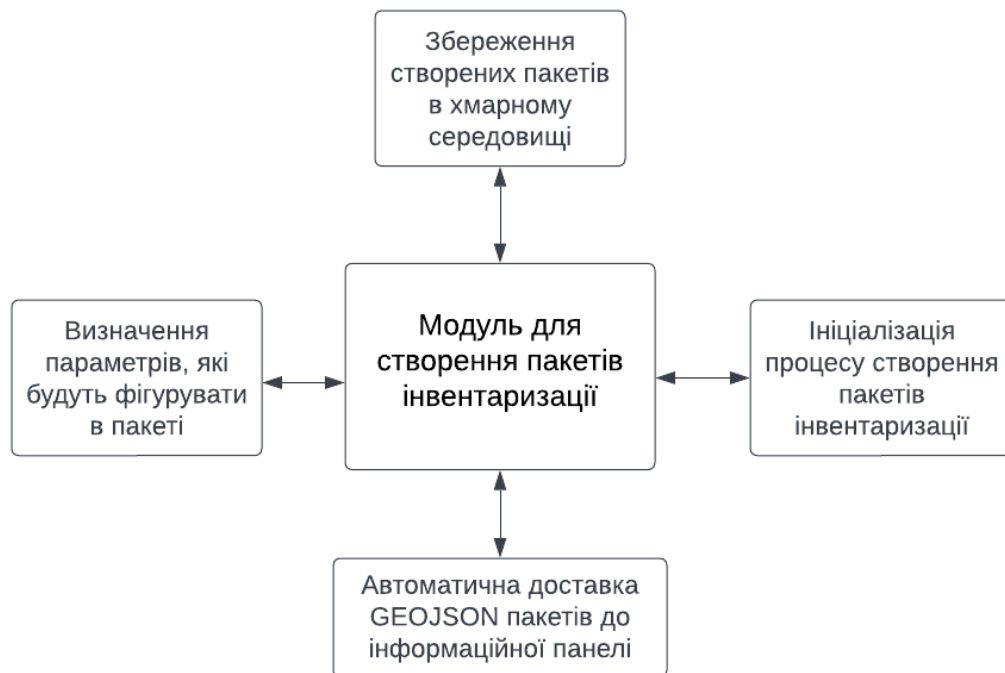 Збереження
створених пакетів
в хмарному
середовищі
Визначення
параметрів, які
будуть фігурувати
в пакеті
Модуль для
створення пакетів
інвентаризації
Ініціалізація
процесу створення
пакетів
інвентаризації
Автоматична доставка
GEOJSON пакетів до
інформаційної панелі